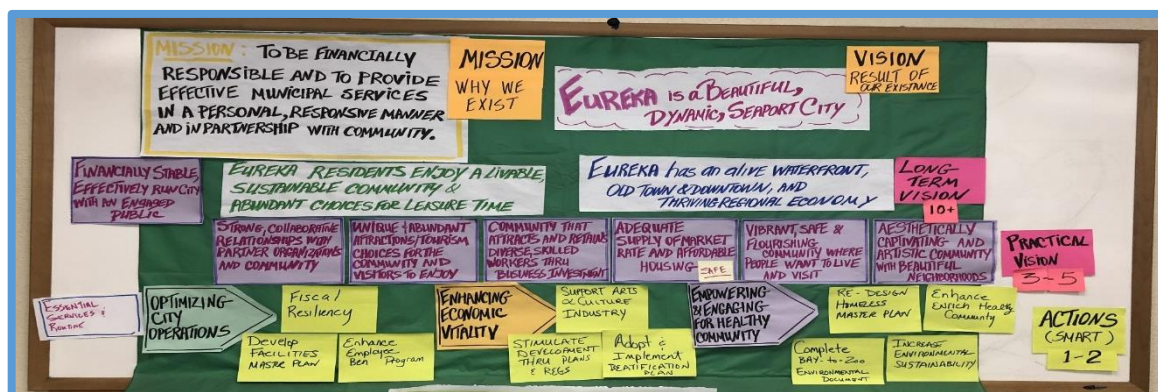 MISSION: TO BE FINANCIALLY
RESPONSIBLE AND TO PROVIDE
EFFECTIVE MUNICIPAL SERVICES
IN A PERSONAL, RESPONSIVE MANNER
AND IN PARTNERSHIP WITH COMMUNITY.
MISSION
WHY WE
EXIST
EUREKA IS A BEAUTIFUL,
DYNAMIC, SEAPORT CITY
VISION
RESULT OF
OUR EXISTANCE
FINANCIALLY STABLE,
EFFECTIVELY RUN CITY
WITH AN ENGAGED
PUBLIC
EUREKA RESIDENTS ENJOY A LIVABLE,
SUSTAINABLE COMMUNITY &
ABUNDANT CHOICES FOR LEISURE TIME
EUREKA has AN alive WATERFRONT,
OLD TOWN & DOWNTOWN, AND
THRIVING REGIONAL ECONOMY
LONG
TERM
VISION
10+
STRONG, COLLABORATIVE
RELATIONSHIPS WITH
PARTNER ORGANIZATIONS
AND COMMUNITY
UNIQUE & ABUNDANT
ATTRACTIONS/TOURISM
CHOICES FOR THE
COMMUNITY AND
VISITORS TO ENJOY
COMMUNITY THAT
ATTRACTS AND RETAINS
DIVERSE, SKILLED
WORKERS THRU
BUSINESS INVESTMENT
ADEQUATE
SUPPLY OF MARKET
RATE AND AFFORDABLE
HOUSING
SAFE
VIBRANT, SAFE &
FLOURISHING
COMMUNITY WHERE
PEOPLE WANT TO LIVE
AND VISIT
AESTHETICALLY
CAPTIVATING AND
ARTISTIC COMMUNITY
WITH BEAUTIFUL
NEIGHBORHOODS
PRACTICAL
VISION
3-5
ESSENTIAL
SERVICES &
ROUTINE
OPTIMIZING
CITY
OPERATIONS
Fiscal
Resiliency
Develop
FACILITIES
MASTER PLAN
Enhance
Employee
Ben Program
ENHANCING
ECONOMIC
VITALITY
SUPPORT ARTS
& CULTURE
INDUSTRY
STIMULATE
DEVELOPMENT
THRU PLANS
& REGS
Adopt &
Implement
BEATIFICATION
PLAN
EMPOWERING
& ENGAGING
FOR HEALTHY
COMMUNITY
RE-DESIGN
HOMELESS
MASTER PLAN
Enhance
ENRICH Healthy
Community
Complete
BAY-to-Zoo
ENVIRONMENTAL
DOCUMENT
INCREASE
ENVIRONMENTAL
SUSTAINABILITY
ACTIONS
(SMART)
1-2